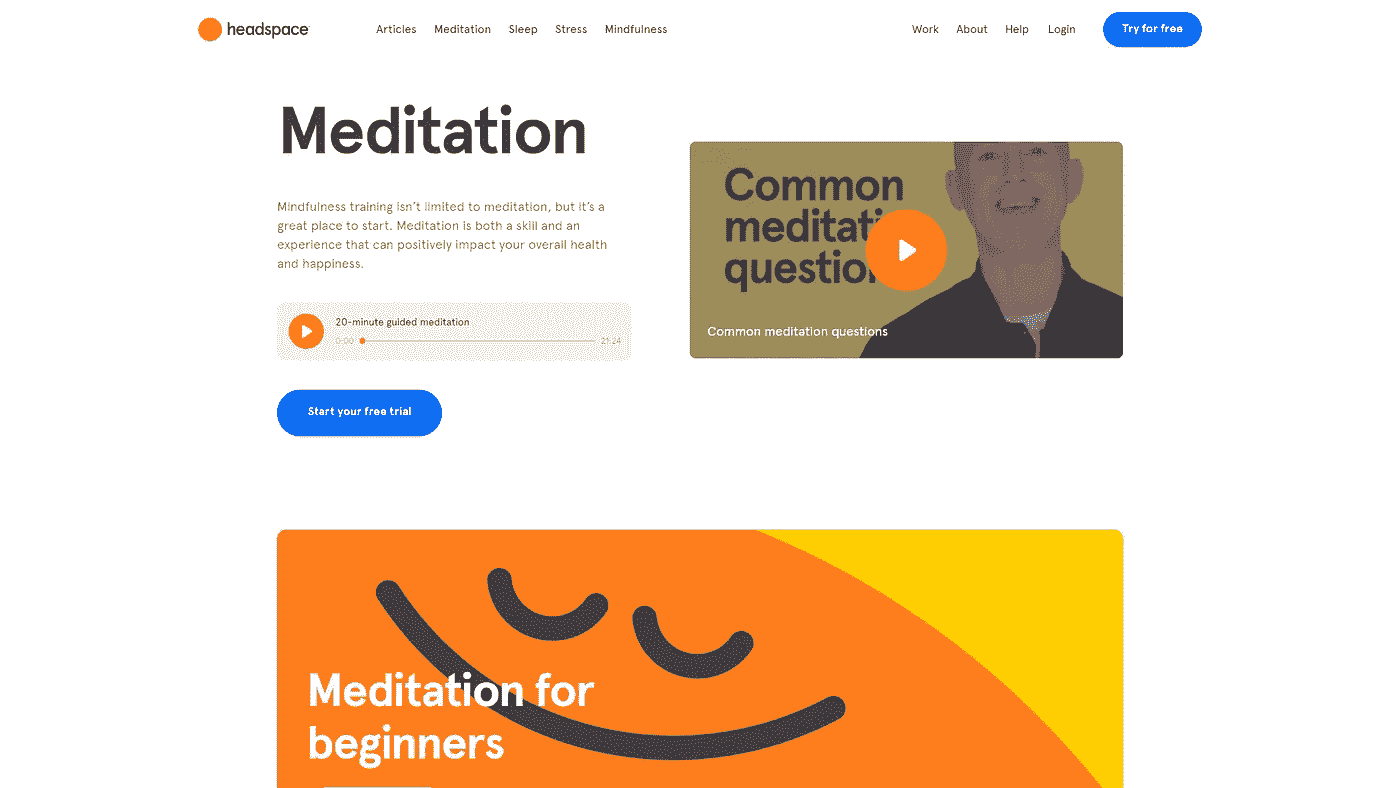 headspace
Articles Meditation Sleep Stress Mindfulness
Work About Help Login Try for free
Meditation
Mindfulness training isn't limited to meditation, but it's a
great place to start. Meditation is both a skill and an
experience that can positively impact your overall health
and happiness.
20-minute guided meditation
0:00 21:24
Start your free trial
Common
questio
Common meditation questions
Meditation for
beginners